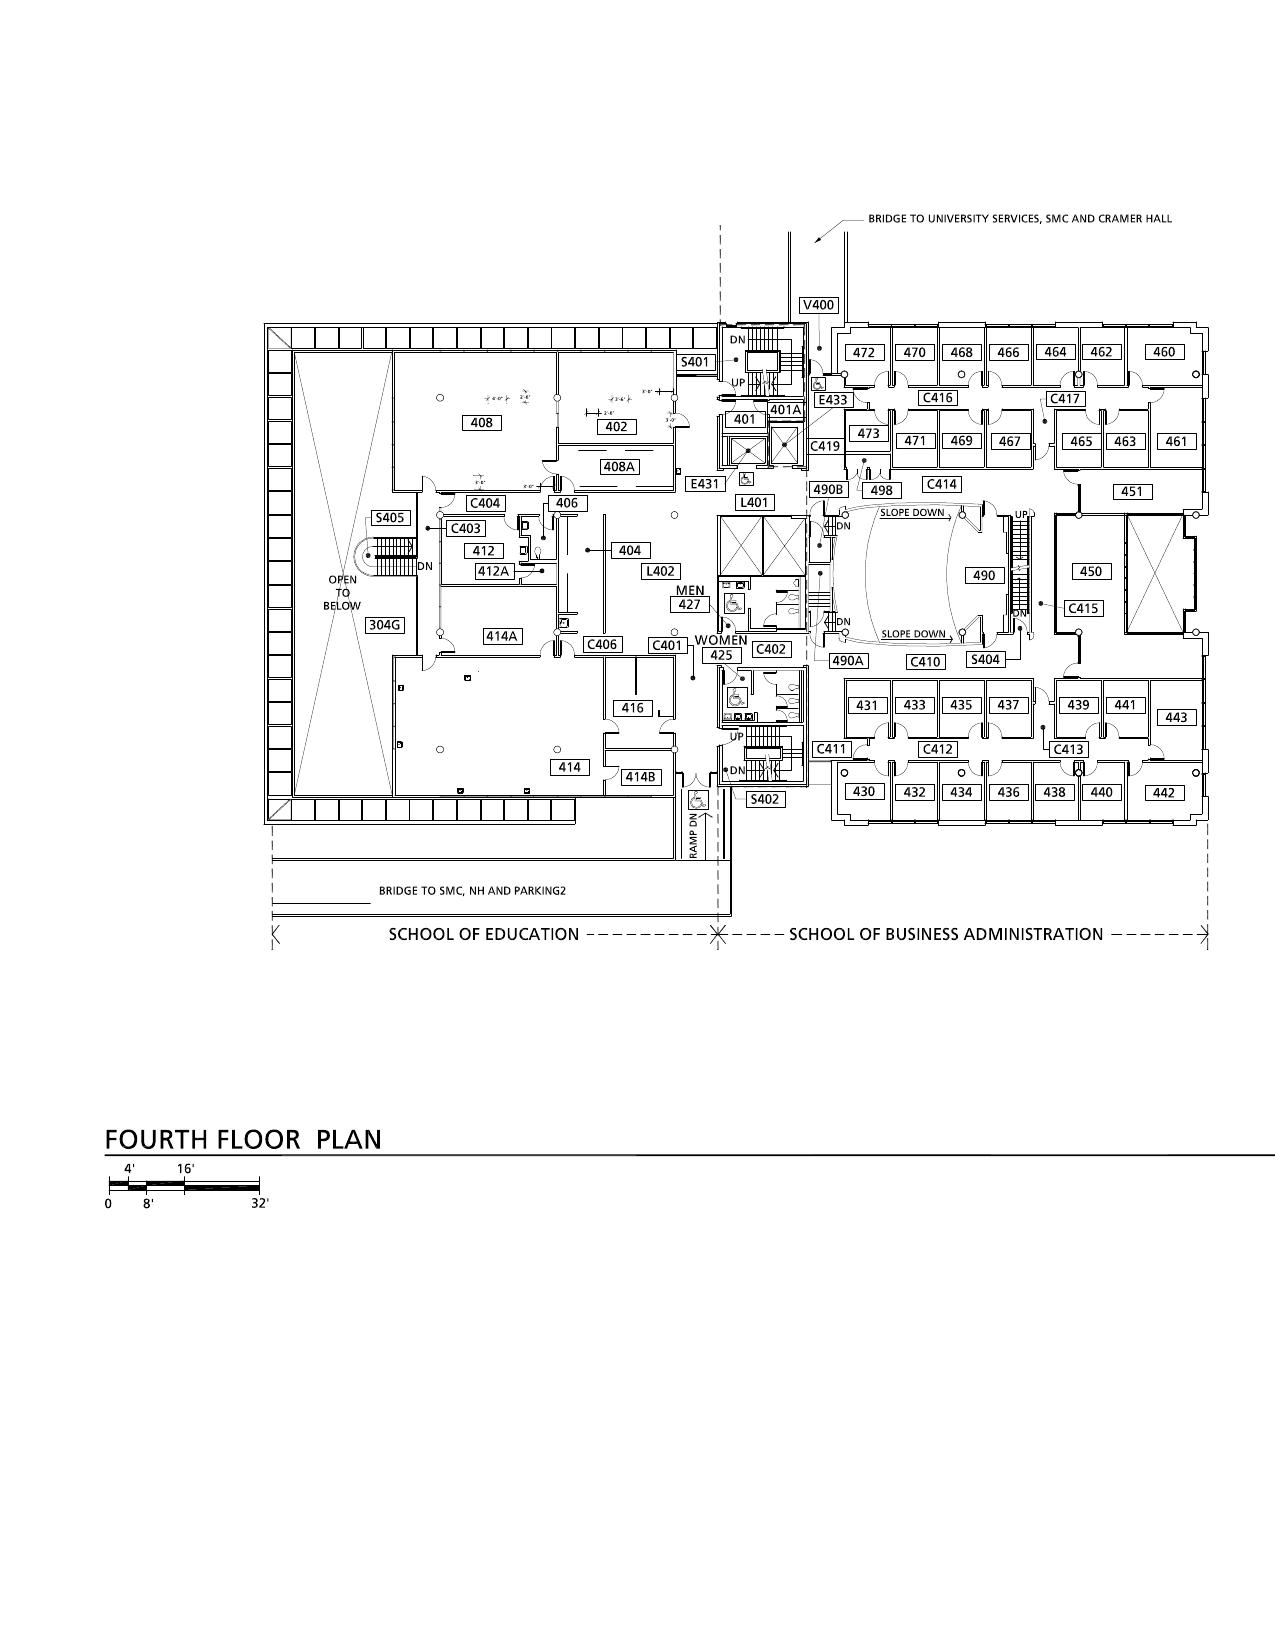 BRIDGE TO UNIVERSITY SERVICES, SMC AND CRAMER HALL
V400
DN
S401
UP
472
470
468
466
464
462
460
E433
C416
C417
401
401A
408
402
473
471
469
467
465
463
461
C419
408A
E431
490B
498
C414
451
C404
406
L401
S405
C403
SLOPE DOWN
UP
DN
412
404
412A
L402
DN
490
450
OPEN
TO
BELOW
MEN
427
C415
DN
304G
414A
DN
SLOPE DOWN
C406
C401
WOMEN
425
C402
490A
C410
S404
416
431
433
435
437
439
441
443
UP
C411
C412
C413
414
414B
DN
430
432
434
436
438
440
442
S402
RAMP DN
BRIDGE TO SMC, NH AND PARKING2
SCHOOL OF EDUCATION
SCHOOL OF BUSINESS ADMINISTRATION
FOURTH FLOOR PLAN
4' 16'
0 8' 32'